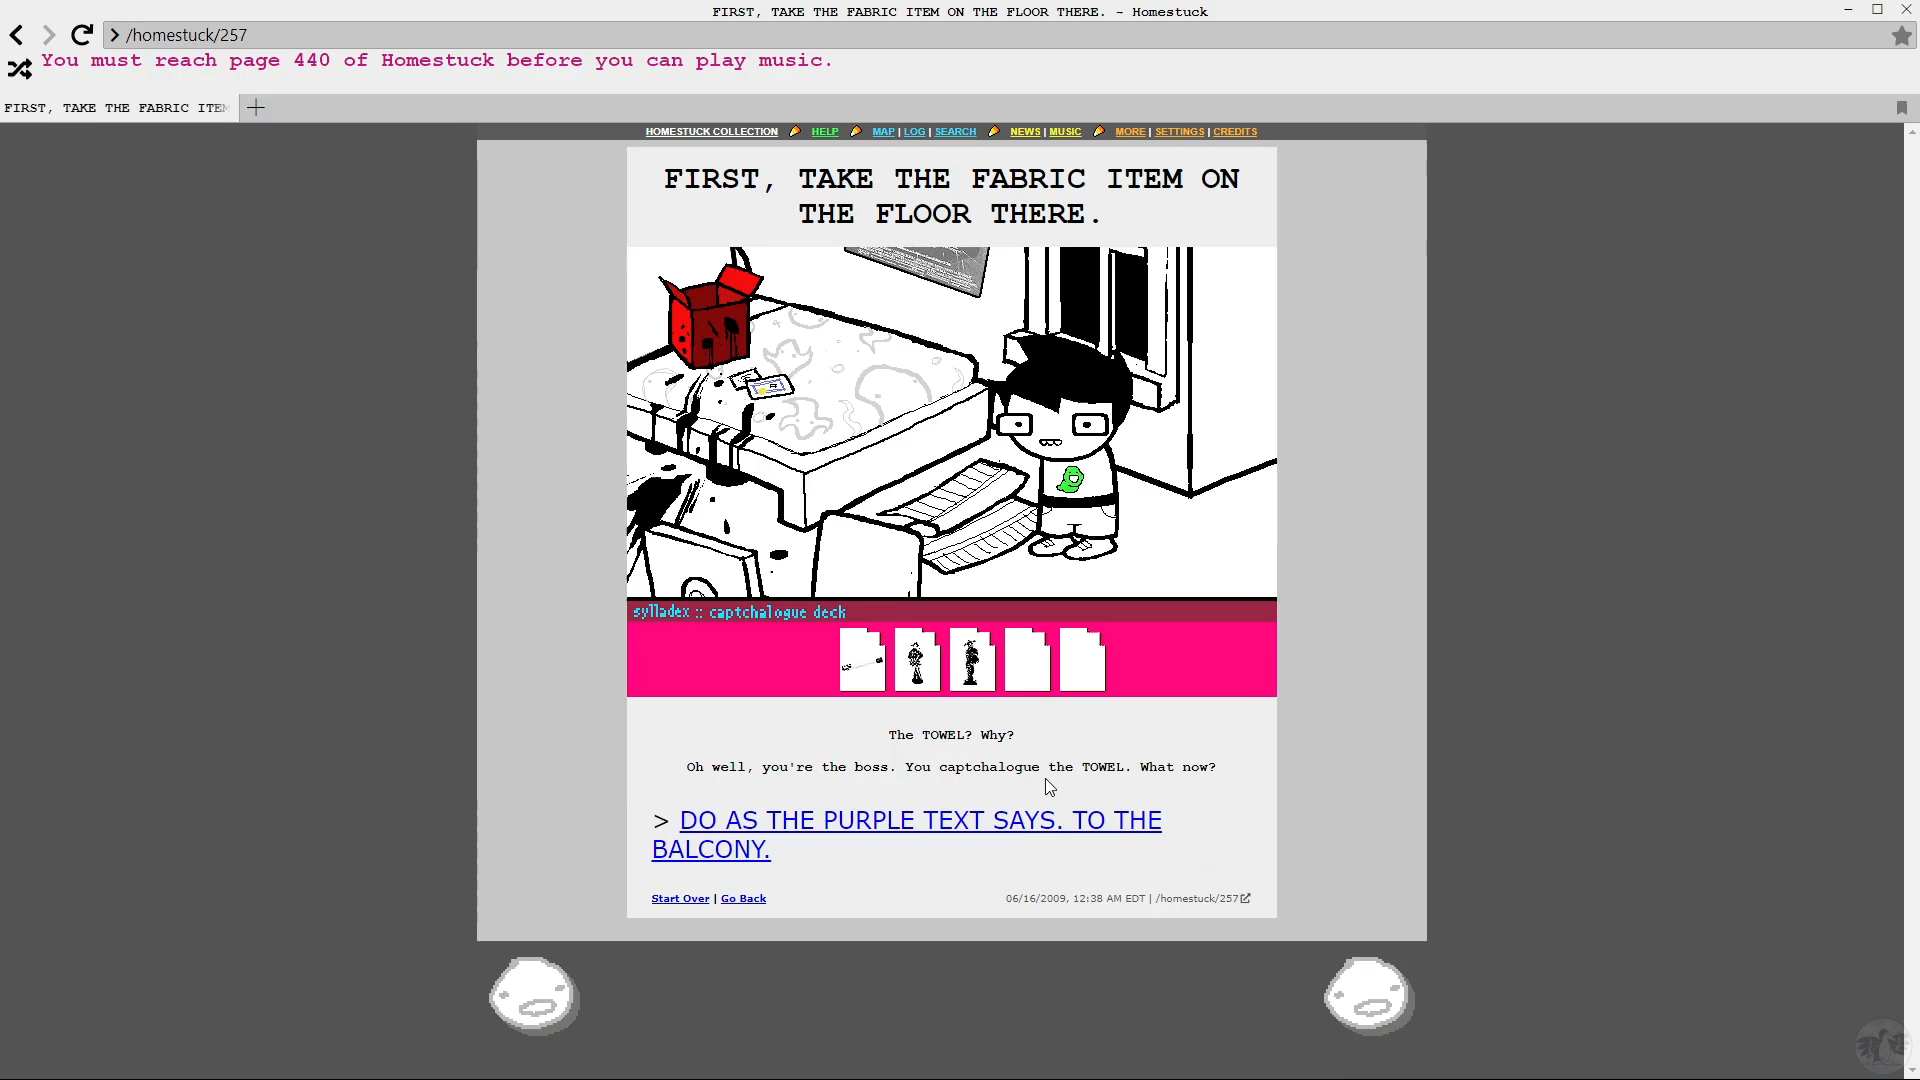 FIRST, TAKE THE FABRIC ITEM ON THE FLOOR THERE. - Homestuck
/homestuck/257
You must reach page 440 of Homestuck before you can play music.
FIRST, TAKE THE FABRIC ITEM
HOMESTUCK COLLECTION HELP MAP | LOG | SEARCH NEWS | MUSIC MORE | SETTINGS | CREDITS
FIRST, TAKE THE FABRIC ITEM ON
THE FLOOR THERE.
sylladex :: captchalogue deck
The TOWEL? Why?
Oh well, you're the boss. You captchalogue the TOWEL. What now?
> DO AS THE PURPLE TEXT SAYS. TO THE
BALCONY.
Start Over | Go Back 06/16/2009, 12:38 AM EDT | /homestuck/257